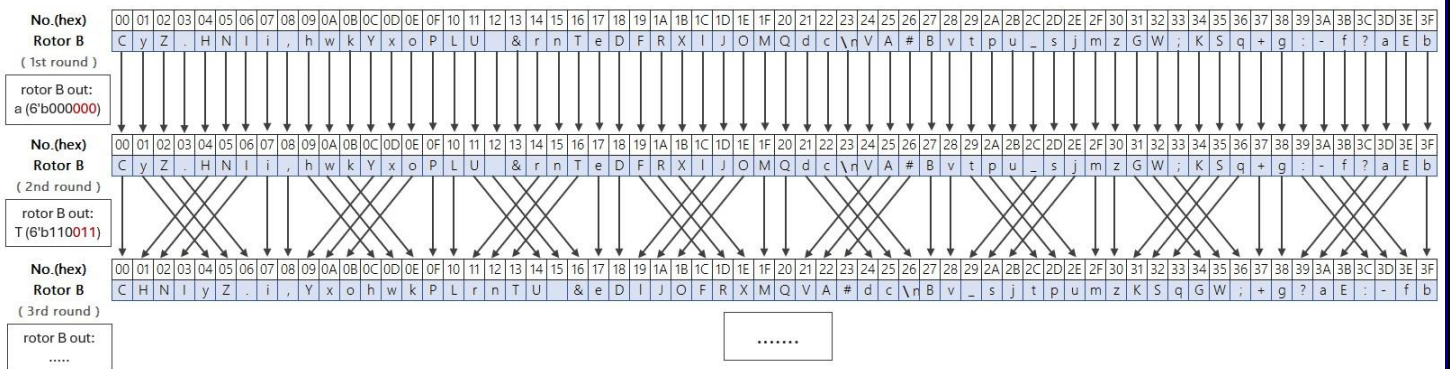 No.(hex) 00 01 02 03 04 05 06 07 08 09 0A 0B 0C 0D 0E 0F 10 11 12 13 14 15 16 17 18 19 1A 1B 1C 1D 1E 1F 20 21 22 23 24 25 26 27 28 29 2A 2B 2C 2D 2E 2F 30 31 32 33 34 35 36 37 38 39 3A 3B 3C 3D 3E 3F
Rotor B C y Z . H N I i , h w k Y x o P L U & r n T e D F R X l J O M Q d c \n V A # B v t p u _ s j m z G W ; K S q + g : - f ? a E b
( 1st round )
rotor B out:
a (6'b000000)
No.(hex) 00 01 02 03 04 05 06 07 08 09 0A 0B 0C 0D 0E 0F 10 11 12 13 14 15 16 17 18 19 1A 1B 1C 1D 1E 1F 20 21 22 23 24 25 26 27 28 29 2A 2B 2C 2D 2E 2F 30 31 32 33 34 35 36 37 38 39 3A 3B 3C 3D 3E 3F
Rotor B C y Z . H N I i , h w k Y x o P L U & r n T e D F R X l J O M Q d c \n V A # B v t p u _ s j m z G W ; K S q + g : - f ? a E b
( 2nd round )
rotor B out:
T (6'b110011)
No.(hex) 00 01 02 03 04 05 06 07 08 09 0A 0B 0C 0D 0E 0F 10 11 12 13 14 15 16 17 18 19 1A 1B 1C 1D 1E 1F 20 21 22 23 24 25 26 27 28 29 2A 2B 2C 2D 2E 2F 30 31 32 33 34 35 36 37 38 39 3A 3B 3C 3D 3E 3F
Rotor B C H N I y Z . i , Y x o h w k P L r n T U & e D l J O F R X M Q V A # d c \n B v _ s j t p u m z K S q G W ; + g ? a E : - f b
( 3rd round )
rotor B out:
.....
.......